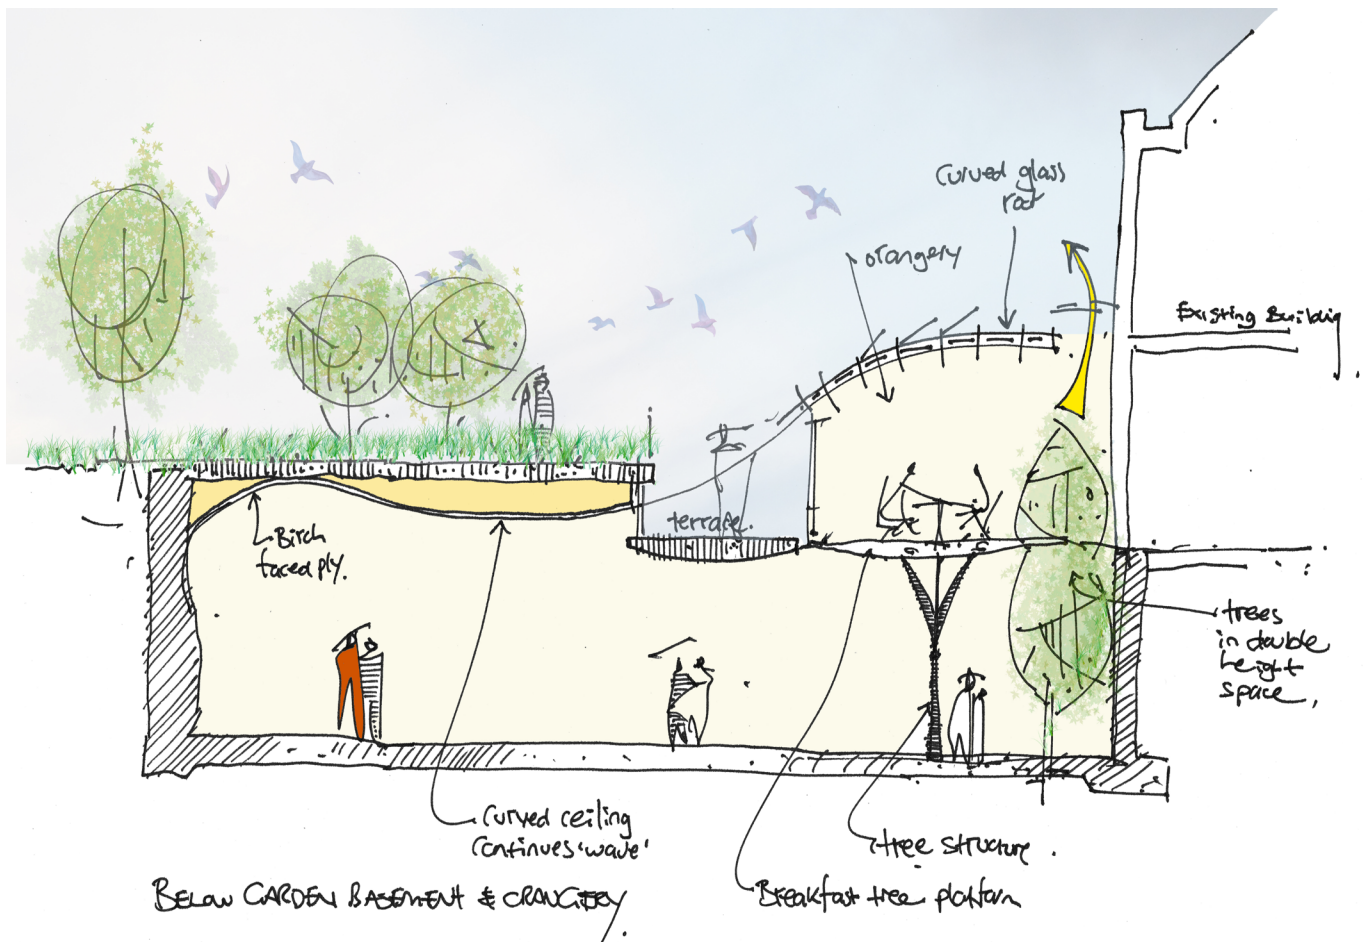 Curved glass
roof
orangery
Existing Building
terrace.
Birch
faced ply.
trees
in double
height
space,
Curved ceiling
continues 'wave'
tree structure.
Breakfast tree platform
BELOW GARDEN BASEMENT & ORANGERY